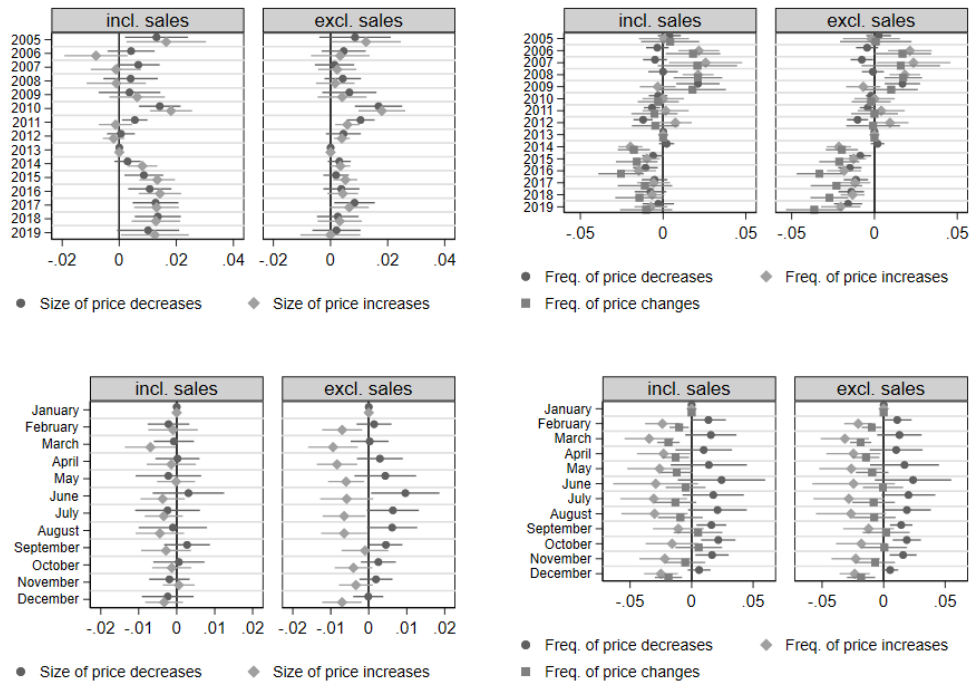 incl. sales excl. sales
2005
2006
2007
2008
2009
2010
2011
2012
2013
2014
2015
2016
2017
2018
2019
-.02 0 .02 .04 -.02 0 .02 .04
Size of price decreases Size of price increases
incl. sales excl. sales
2005
2006
2007
2008
2009
2010
2011
2012
2013
2014
2015
2016
2017
2018
2019
-.05 0 .05 -.05 0 .05
Freq. of price decreases Freq. of price increases
Freq. of price changes
incl. sales excl. sales
January
February
March
April
May
June
July
August
September
October
November
December
-.02 -.01 0 .01 .02 -.02 -.01 0 .01 .02
Size of price decreases Size of price increases
incl. sales excl. sales
January
February
March
April
May
June
July
August
September
October
November
December
-.05 0 .05 -.05 0 .05
Freq. of price decreases Freq. of price increases
Freq. of price changes